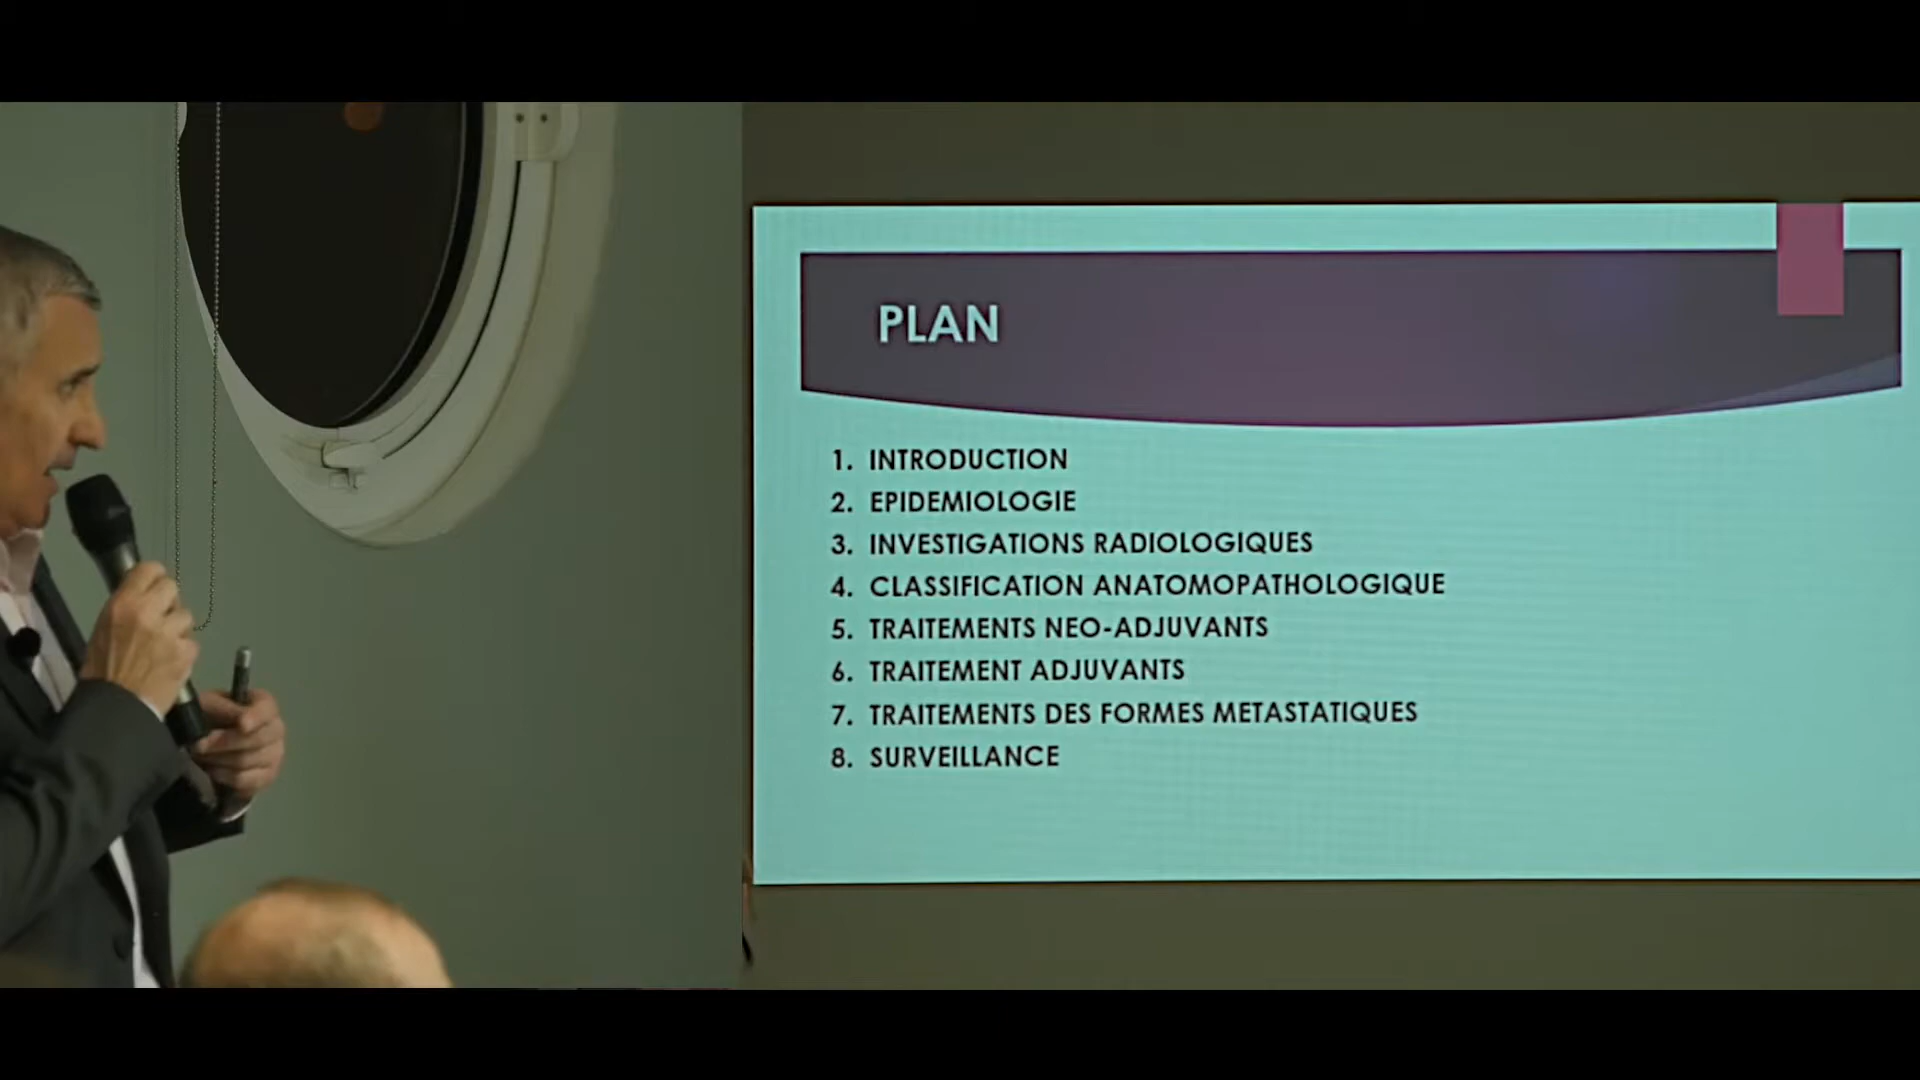 PLAN
1. INTRODUCTION
2. EPIDEMIOLOGIE
3. INVESTIGATIONS RADIOLOGIQUES
4. CLASSIFICATION ANATOMOPATHOLOGIQUE
5. TRAITEMENTS NEO-ADJUVANTS
6. TRAITEMENT ADJUVANTS
7. TRAITEMENTS DES FORMES METASTATIQUES
8. SURVEILLANCE